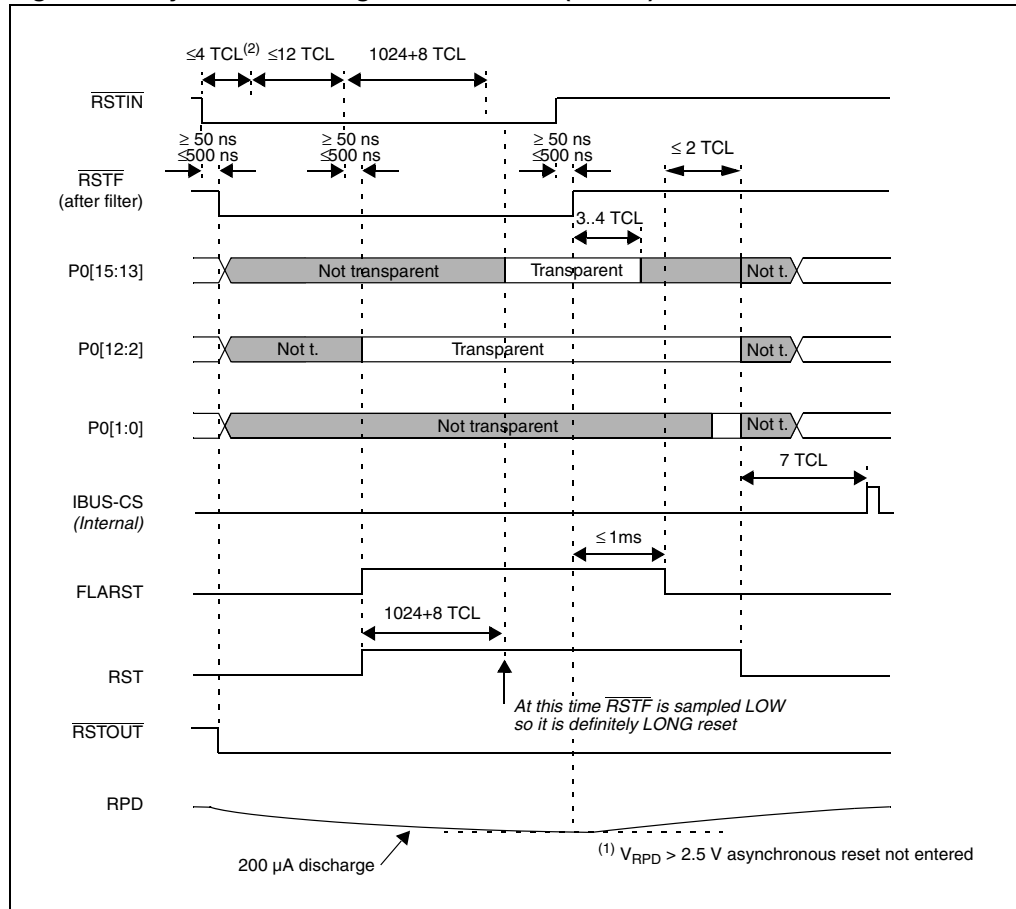 ≤4 TCL(2) ≤12 TCL 1024+8 TCL
RSTIN
≥ 50 ns ≥ 50 ns ≥ 50 ns
≤500 ns ≤500 ns ≤500 ns
≤ 2 TCL
RSTF
(after filter)
3..4 TCL
P0[15:13] Not transparent Transparent Not t.
P0[12:2] Not t. Transparent Not t.
P0[1:0] Not transparent Not t.
7 TCL
IBUS-CS
(Internal)
≤ 1ms
FLARST
1024+8 TCL
RST
At this time RSTF is sampled LOW
so it is definitely LONG reset
RSTOUT
RPD
200 µA discharge
(1) VRPD > 2.5 V asynchronous reset not entered